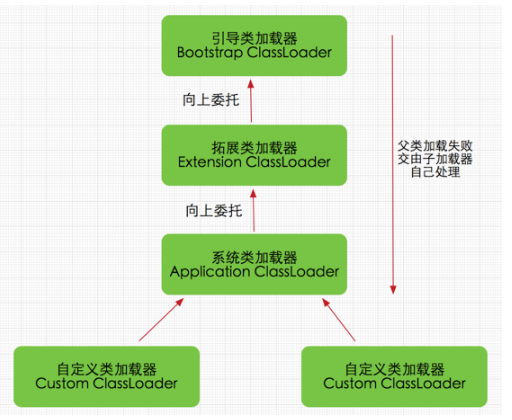 引导类加载器
Bootstrap ClassLoader
向上委托
拓展类加载器
Extension ClassLoader
父类加载失败
交由子加载器
自己处理
向上委托
系统类加载器
Application ClassLoader
自定义类加载器
Custom ClassLoader
自定义类加载器
Custom ClassLoader